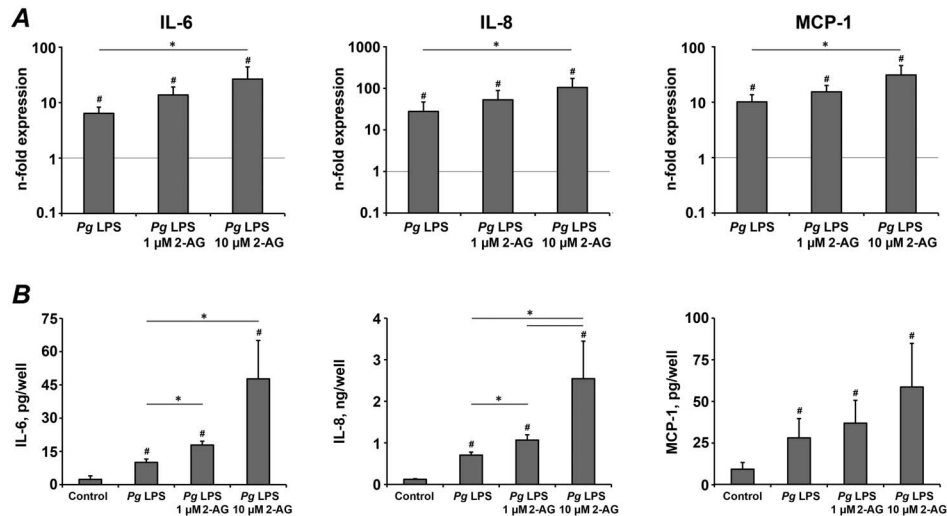 A
IL-6
IL-8
MCP-1
n-fold expression
100
10
1
0.1
*
#
#
#
Pg LPS
Pg LPS
1 µM 2-AG
Pg LPS
10 µM 2-AG
n-fold expression
1000
100
10
1
0.1
*
#
#
#
Pg LPS
Pg LPS
1 µM 2-AG
Pg LPS
10 µM 2-AG
n-fold expression
100
10
1
0.1
*
#
#
#
Pg LPS
Pg LPS
1 µM 2-AG
Pg LPS
10 µM 2-AG
B
IL-6, pg/well
75
60
45
30
15
0
*
*
#
#
#
Control
Pg LPS
Pg LPS
1 µM 2-AG
Pg LPS
10 µM 2-AG
IL-8, ng/well
4
3
2
1
0
*
*
#
#
#
Control
Pg LPS
Pg LPS
1 µM 2-AG
Pg LPS
10 µM 2-AG
MCP-1, pg/well
100
75
50
25
0
#
#
#
Control
Pg LPS
Pg LPS
1 µM 2-AG
Pg LPS
10 µM 2-AG